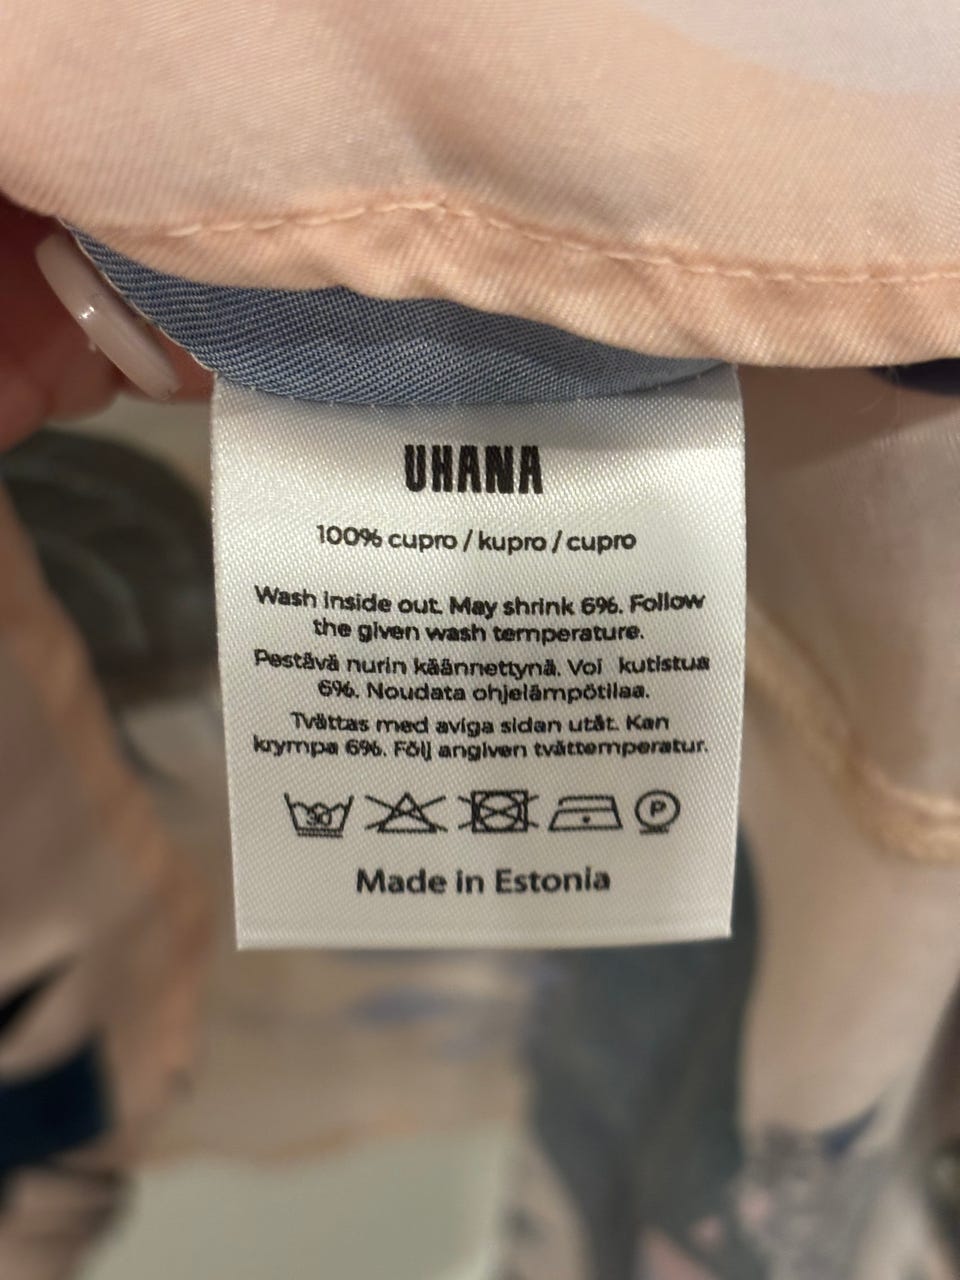 UHANA
100% cupro / kupro / cupro
Wash inside out. May shrink 6%. Follow
the given wash temperature.
Pestävä nurin käännettynä. Voi kutistua
6%. Noudata ohjelämpötilaa.
Tvättas med aviga sidan utåt. Kan
krympa 6%. Följ angiven tvättemperatur.
30 P
Made in Estonia